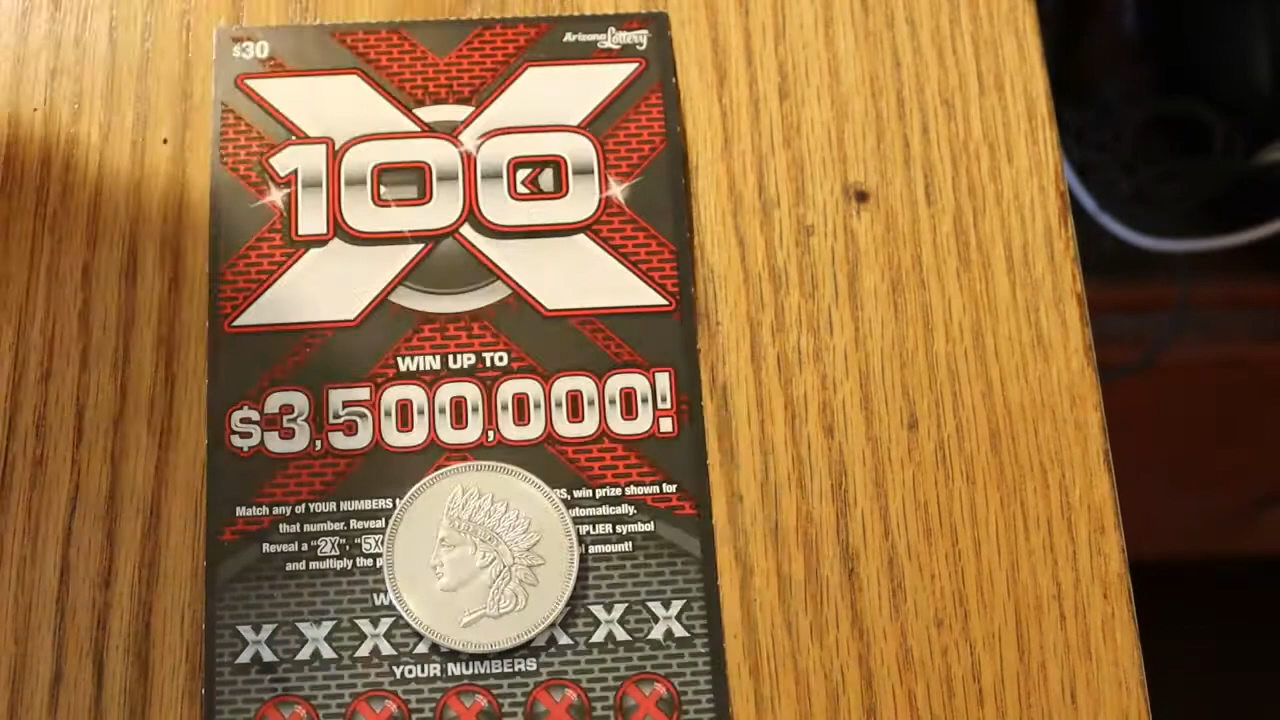 $30
Arizona Lottery
100X
WIN UP TO
$3,500,000!
Match any of YOUR NUMBERS
RS, win prize shown for
that number. Reveal
automatically.
Reveal a "2X", "5X
TIPLIER symbol
and multiply the p
amount!
W
X X X X X X
YOUR NUMBERS
X X X X X